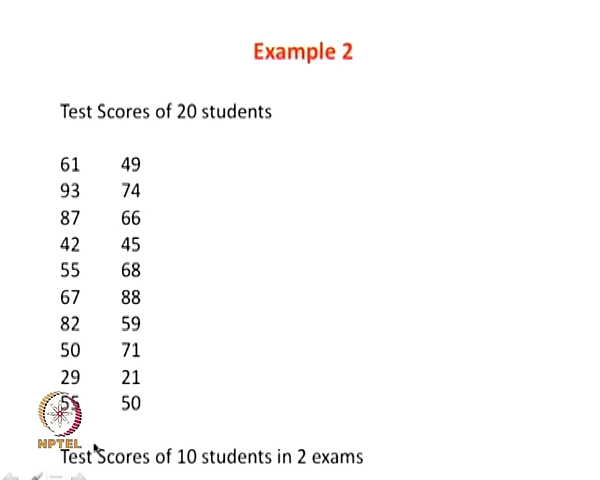 Example 2
Test Scores of 20 students
61 49
93 74
87 66
42 45
55 68
67 88
82 59
50 71
29 21
55 50
NPTEL
Test Scores of 10 students in 2 exams